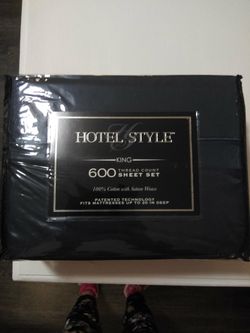 HOTEL STYLE™
KING
600 THREAD COUNT
SHEET SET
100% Cotton with Sateen Weave
PATENTED TECHNOLOGY
FITS MATTRESSES UP TO 20 IN DEEP